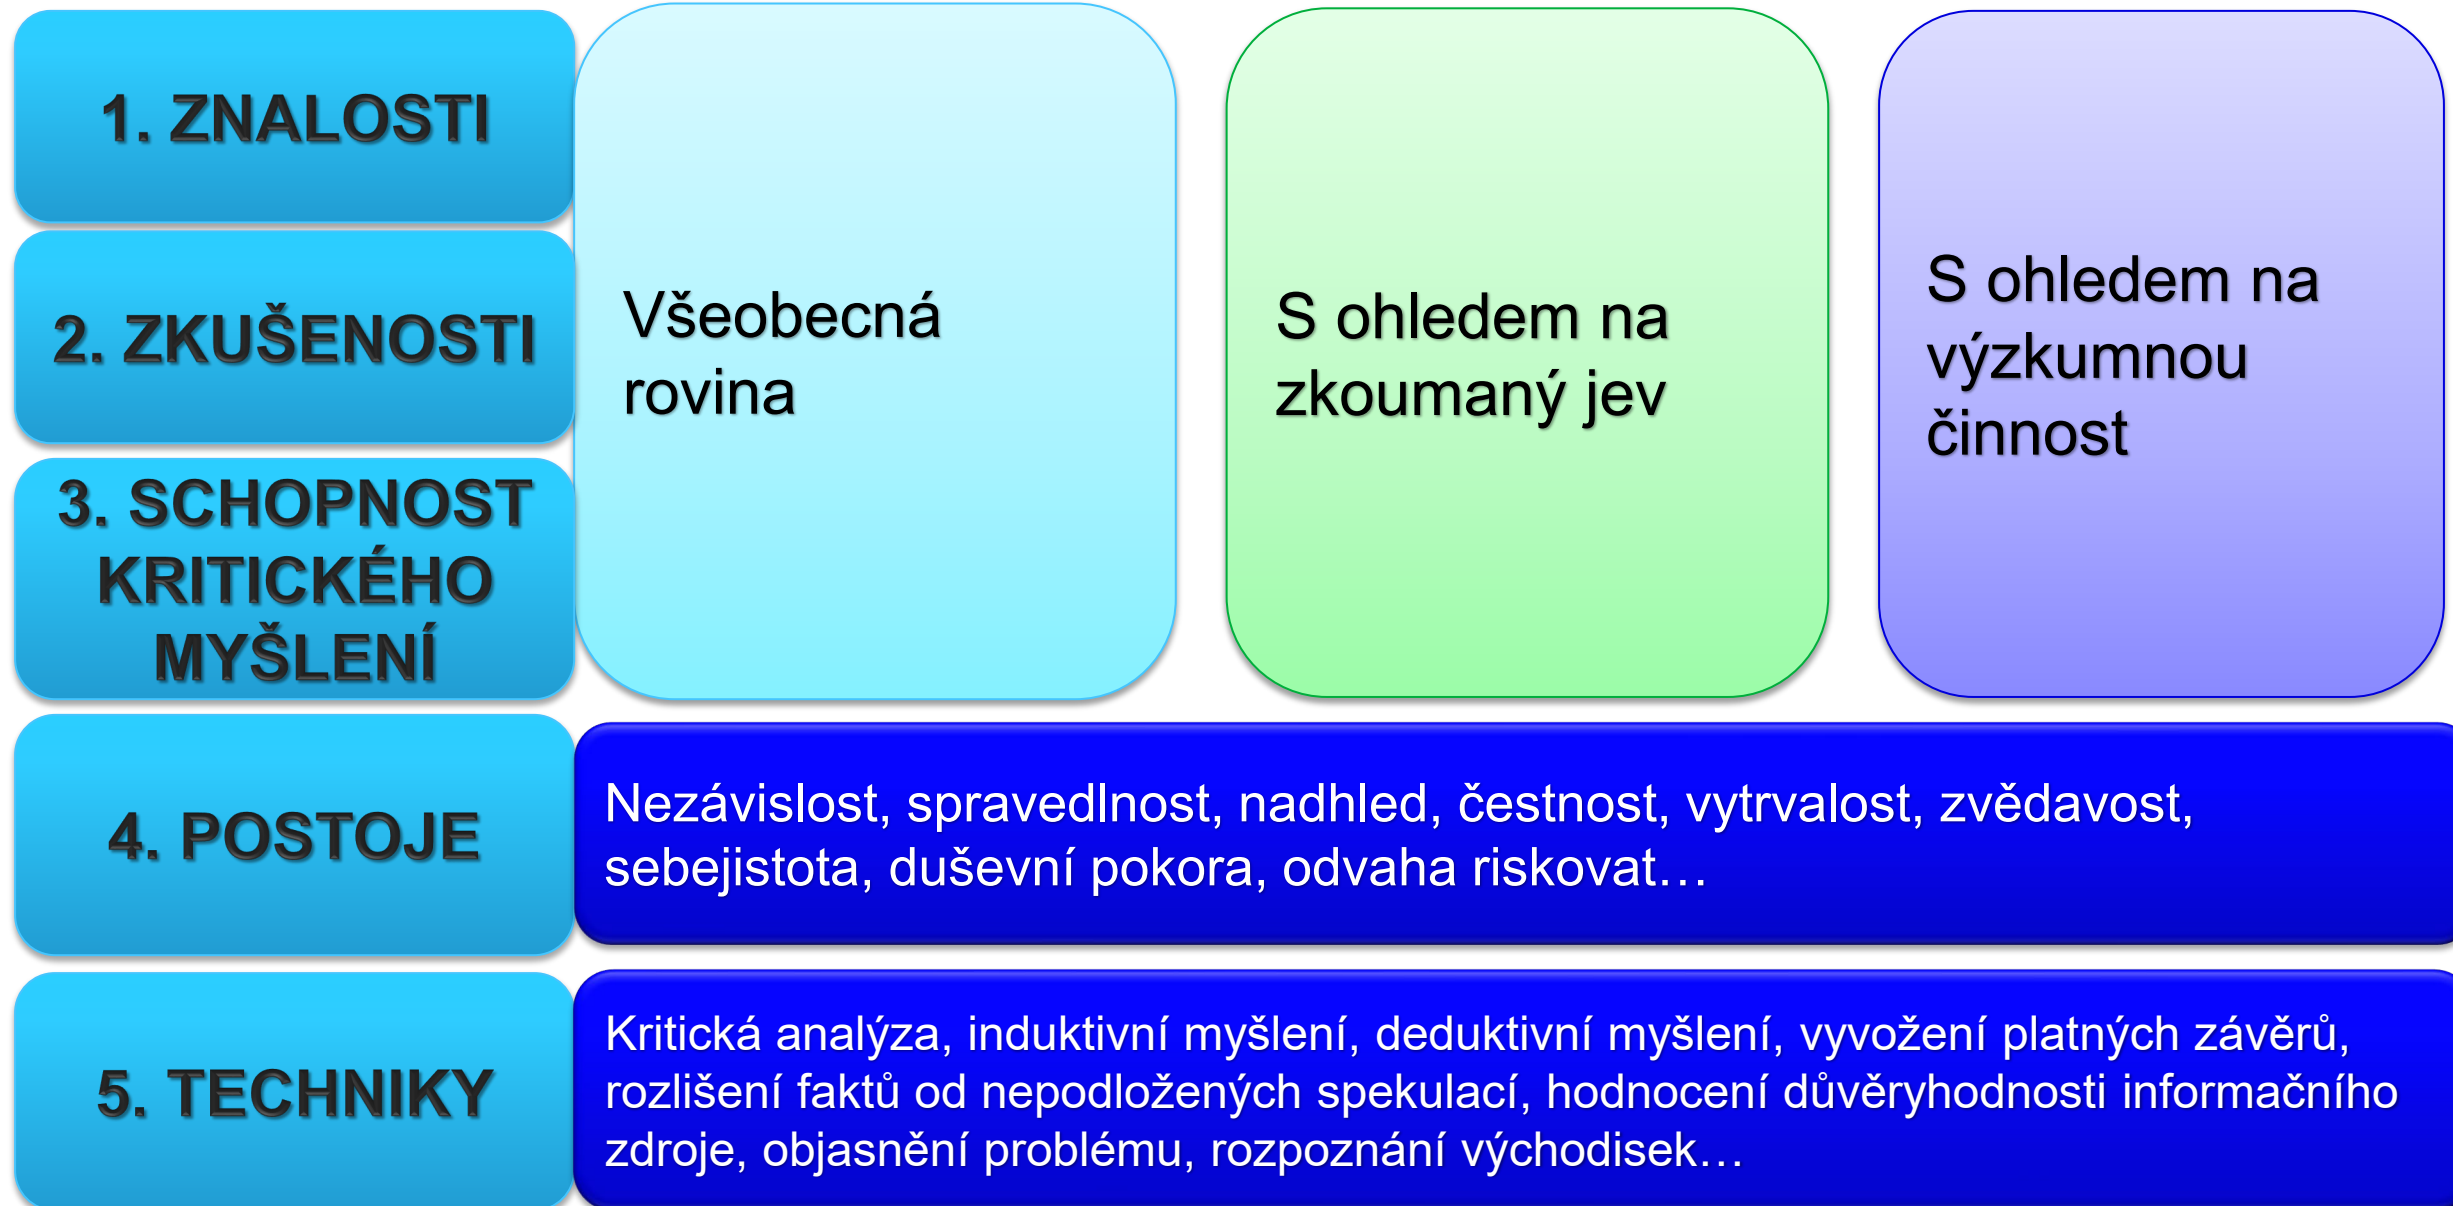 1. ZNALOSTI
2. ZKUŠENOSTI
3. SCHOPNOST
KRITICKÉHO
MYŠLENÍ
Všeobecná
rovina
S ohledem na
zkoumaný jev
S ohledem na
výzkumnou
činnost
4. POSTOJE
Nezávislost, spravedlnost, nadhled, čestnost, vytrvalost, zvědavost,
sebejistota, duševní pokora, odvaha riskovat…
5. TECHNIKY
Kritická analýza, induktivní myšlení, deduktivní myšlení, vyvožení platných závěrů,
rozlišení faktů od nepodložených spekulací, hodnocení důvěryhodnosti informačního
zdroje, objasnění problému, rozpoznání východisek…